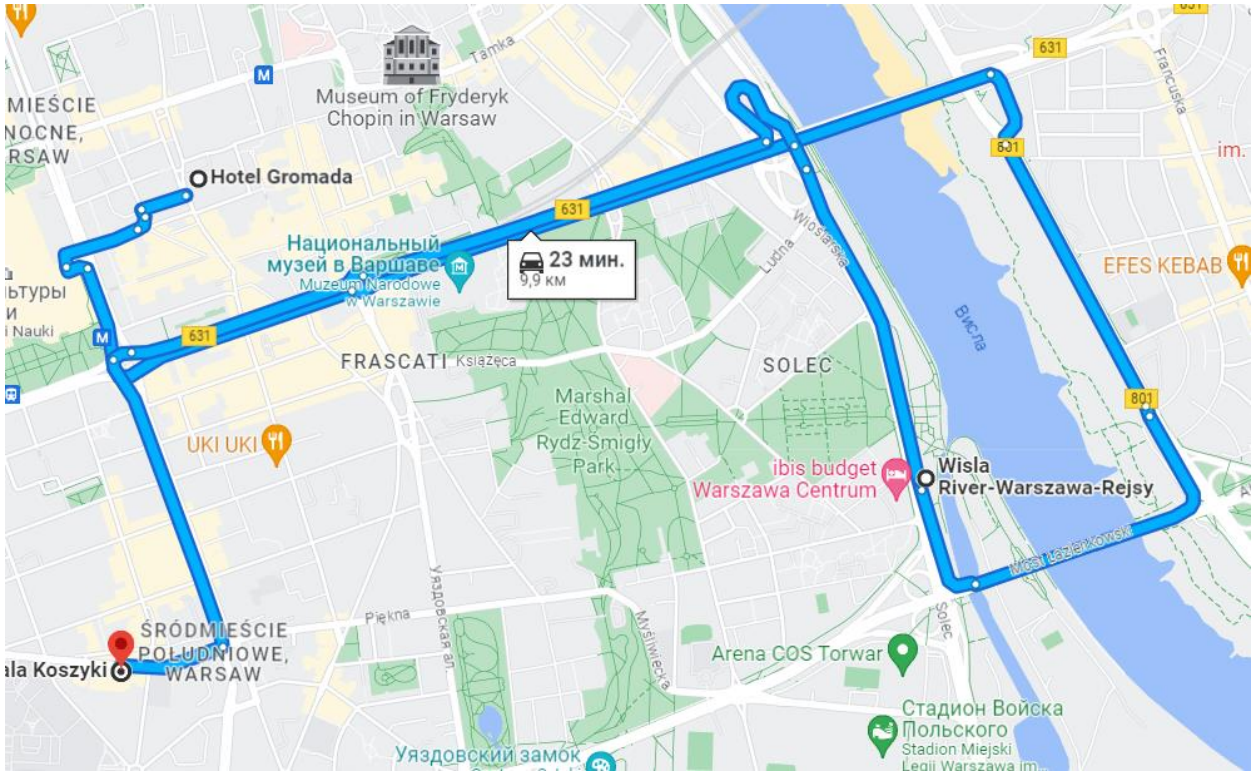 631
631
Francuska
Tamka
M
Museum of Fryderyk
Chopin in Warsaw
MIEŚCIE
NOCNE,
RSAW
801
im.
Hotel Gromada
631
Национальный
музей в Варшаве
Muzeum Narodowe
w Warszawie
23 мин.
9,9 км
Wioślarska
Ludna
EFES KEBAB
Висла
льтуры
и
i Nauki
M
631
FRASCATI
Książęca
SOLEC
Marshal
Edward
Rydz-Śmigły
Park
801
UKI UKI
ibis budget
Warszawa Centrum
Wisla
River-Warszawa-Rejsy
Most Łazienkowski
Уяздовская ал.
Piękna
Myśliwiecka
Solec
ŚRÓDMIEŚCIE
POŁUDNIOWE,
WARSAW
ala Koszyki
Arena COS Torwar
Стадион Войска
Польского
Stadion Miejski
Legii Warszawa im...
Уяздовский замок